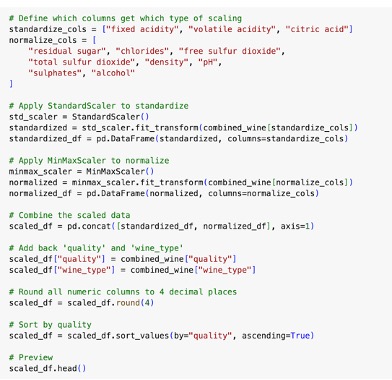 # Define which columns get which type of scaling
standardize_cols = ["fixed acidity", "volatile acidity", "citric acid"]
normalize_cols = [
    "residual sugar", "chlorides", "free sulfur dioxide",
    "total sulfur dioxide", "density", "pH",
    "sulphates", "alcohol"
]

# Apply StandardScaler to standardize
std_scaler = StandardScaler()
standardized = std_scaler.fit_transform(combined_wine[standardize_cols])
standardized_df = pd.DataFrame(standardized, columns=standardize_cols)

# Apply MinMaxScaler to normalize
minmax_scaler = MinMaxScaler()
normalized = minmax_scaler.fit_transform(combined_wine[normalize_cols])
normalized_df = pd.DataFrame(normalized, columns=normalize_cols)

# Combine the scaled data
scaled_df = pd.concat([standardized_df, normalized_df], axis=1)

# Add back 'quality' and 'wine_type'
scaled_df["quality"] = combined_wine["quality"]
scaled_df["wine_type"] = combined_wine["wine_type"]

# Round all numeric columns to 4 decimal places
scaled_df = scaled_df.round(4)

# Sort by quality
scaled_df = scaled_df.sort_values(by="quality", ascending=True)

# Preview
scaled_df.head()